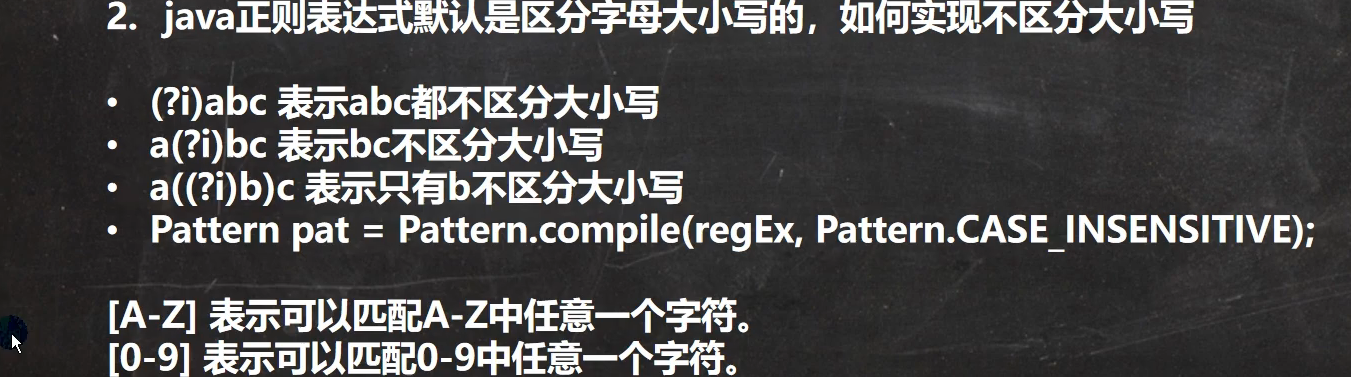 2. java正则表达式默认是区分字母大小写的，如何实现不区分大小写
• (?i)abc 表示abc都不区分大小写
• a(?i)bc 表示bc不区分大小写
• a((?i)b)c 表示只有b不区分大小写
• Pattern pat = Pattern.compile(regEx, Pattern.CASE_INSENSITIVE);
[A-Z] 表示可以匹配A-Z中任意一个字符。
[0-9] 表示可以匹配0-9中任意一个字符。